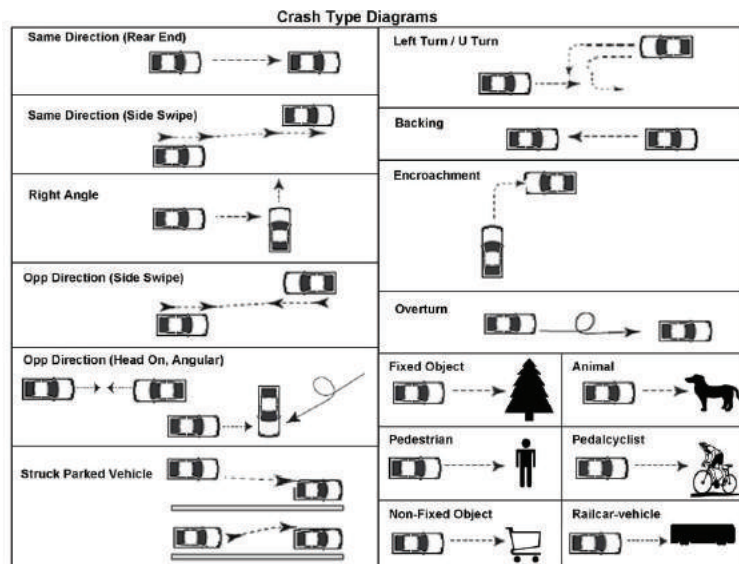 Crash Type Diagrams
Same Direction (Rear End)
Same Direction (Side Swipe)
Right Angle
Opp Direction (Side Swipe)
Opp Direction (Head On, Angular)
Struck Parked Vehicle
Left Turn / U Turn
Backing
Encroachment
Overturn
Fixed Object
Animal
Pedestrian
Pedalcyclist
Non-Fixed Object
Railcar-vehicle